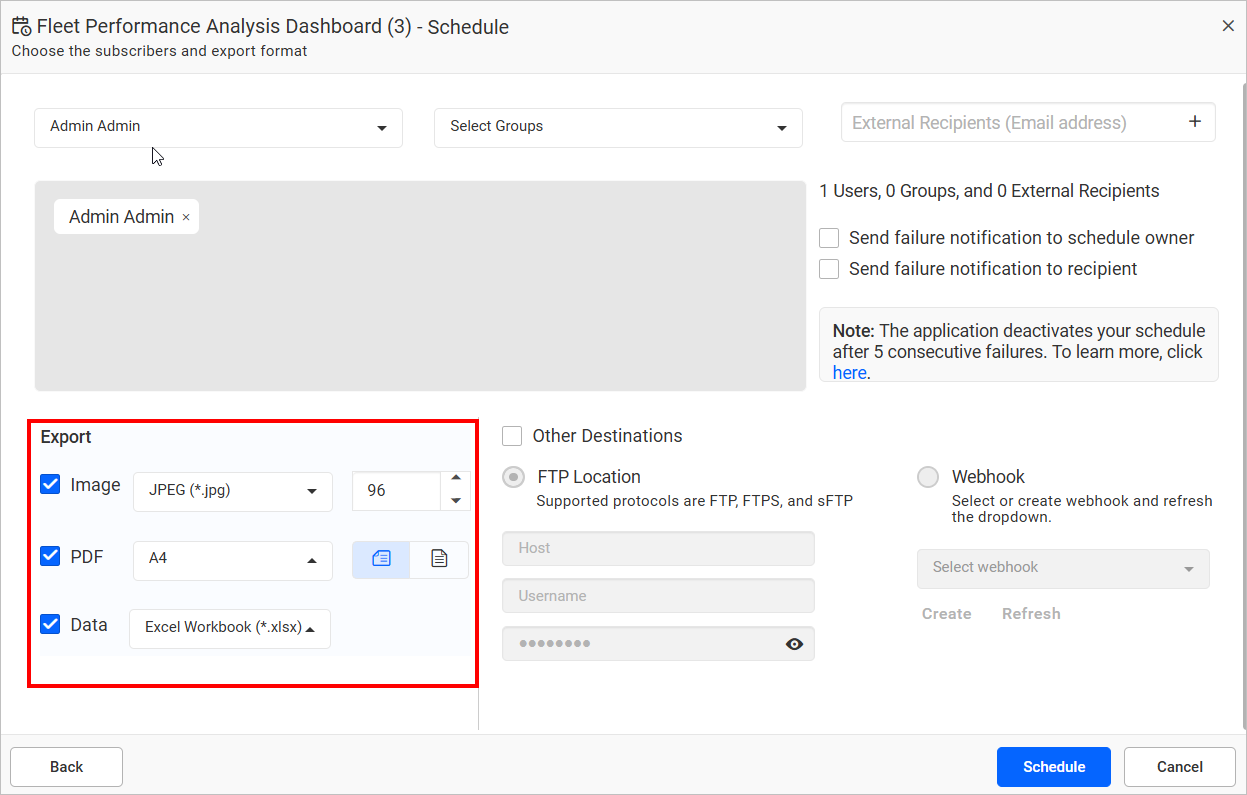 Fleet Performance Analysis Dashboard (3) - Schedule
Choose the subscribers and export format
Admin Admin
Select Groups
External Recipients (Email address)
Admin Admin ×
1 Users, 0 Groups, and 0 External Recipients
Send failure notification to schedule owner
Send failure notification to recipient
Note: The application deactivates your schedule
after 5 consecutive failures. To learn more, click
here.
Export
Image
JPEG (*.jpg)
96
PDF
A4
Data
Excel Workbook (*.xlsx)
Other Destinations
FTP Location
Supported protocols are FTP, FTPS, and sFTP
Host
Username
Webhook
Select or create webhook and refresh
the dropdown.
Select webhook
Create
Refresh
Back
Schedule
Cancel